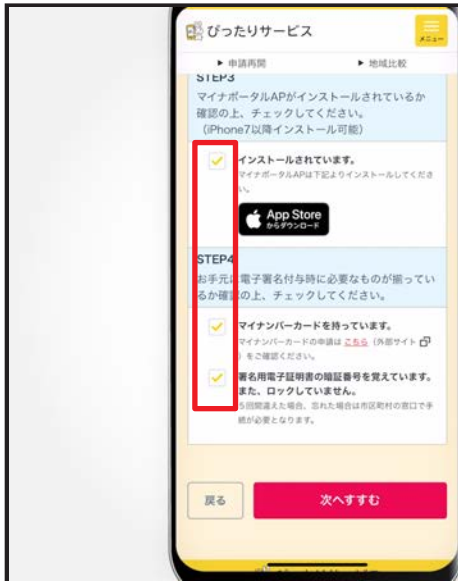 ぴったりサービス
メニュー
▶ 申請再開 ▶ 地域比較
STEP3
マイナポータルAPがインストールされているか
確認の上、チェックしてください。
（iPhone7以降インストール可能）
インストールされています。
マイナポータルAPは下記よりインストールしてくださ
い。
App Store
からダウンロード
STEP4
お手元に電子署名付与時に必要なものが揃ってい
るか確認の上、チェックしてください。
マイナンバーカードを持っています。
マイナンバーカードの申請は こちら （外部サイト
）をご確認ください。
署名用電子証明書の暗証番号を覚えています。
また、ロックしていません。
５回間違えた場合、忘れた場合は市区町村の窓口で手
続が必要となります。
戻る
次へすすむ